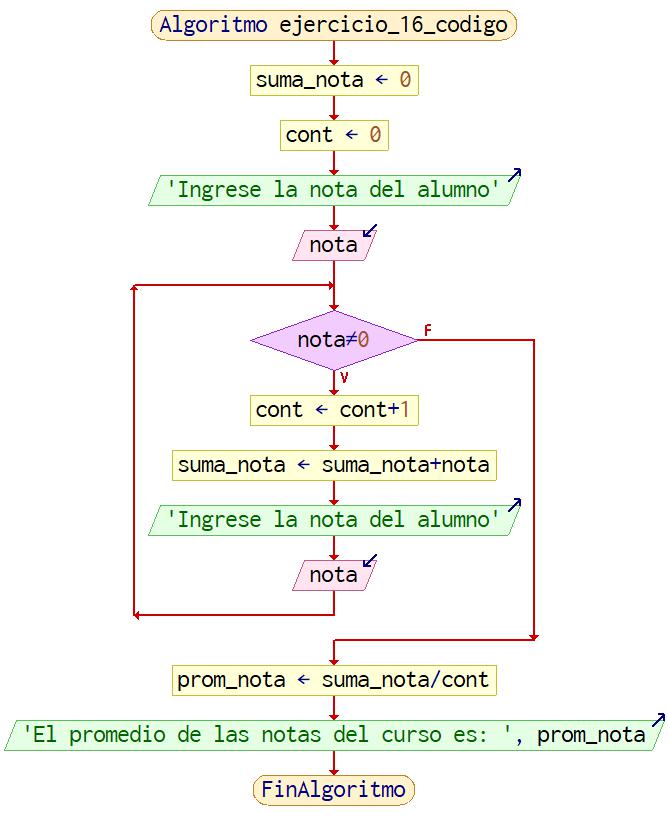 Algoritmo ejercicio_16_codigo
suma_nota ← 0
cont ← 0
'Ingrese la nota del alumno'
nota
nota≠0
F
V
cont ← cont+1
suma_nota ← suma_nota+nota
'Ingrese la nota del alumno'
nota
prom_nota ← suma_nota/cont
'El promedio de las notas del curso es: ', prom_nota
FinAlgoritmo